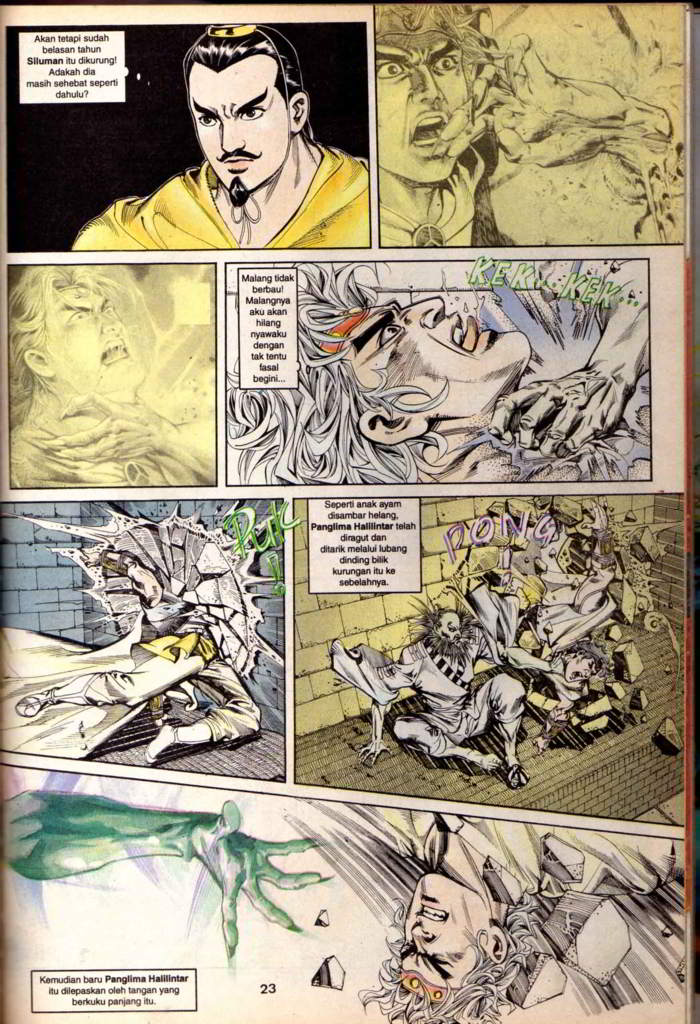 Akan tetapi sudah
belasan tahun
Siluman itu dikurung!
Adakah dia
masih sehebat seperti
dahulu?
Malang tidak
berbau!
Malangnya
aku akan
hilang
nyawaku
dengan
tak tentu
fasal
begini...
KEK... KEK...
PUK!
Seperti anak ayam
disambar helang,
Panglima Halilintar telah
diragut dan
ditarik melalui lubang
dinding bilik
kurungan itu ke
sebelahnya.
PONG!
Kemudian baru Panglima Halilintar
itu dilepaskan oleh tangan yang
berkuku panjang itu.
23